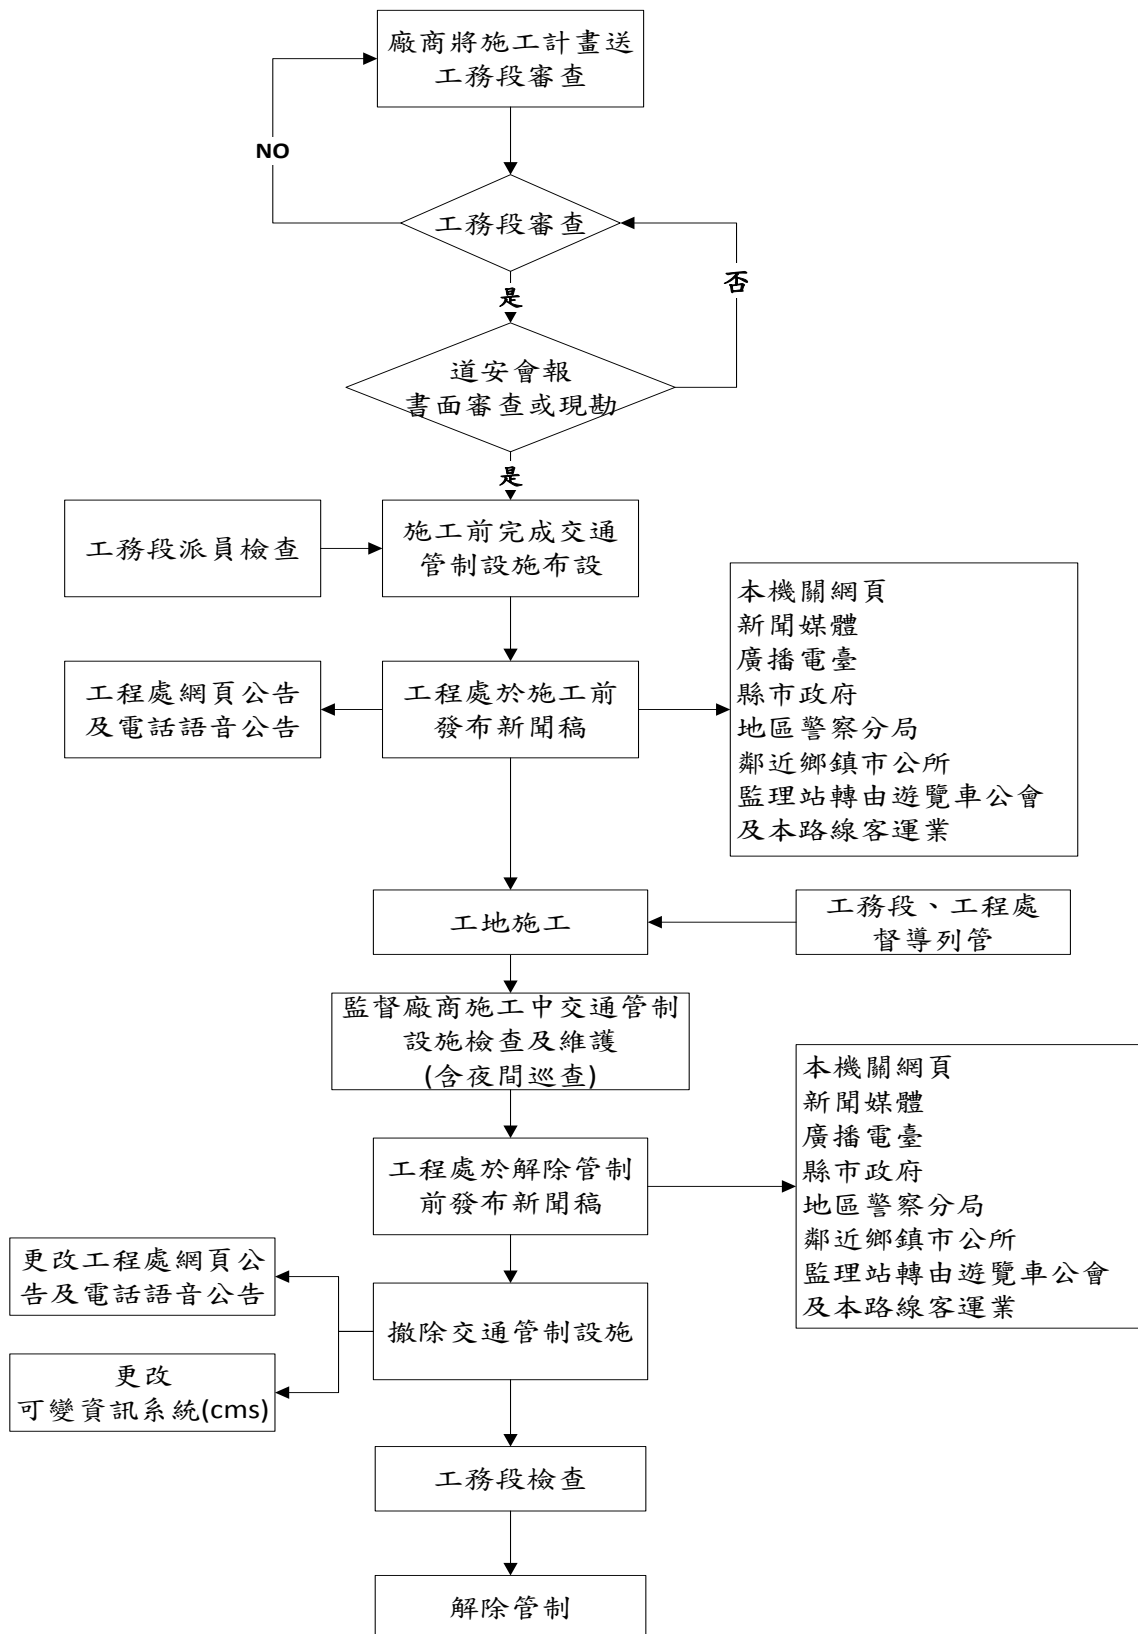 廠商將施工計畫送
工務段審查
NO
工務段審查
否
是
道安會報
書面審查或現勘
是
工務段派員檢查
施工前完成交通
管制設施布設
本機關網頁
新聞媒體
廣播電臺
縣市政府
地區警察分局
鄰近鄉鎮市公所
監理站轉由遊覽車公會
及本路線客運業
工程處網頁公告
及電話語音公告
工程處於施工前
發布新聞稿
工地施工
工務段、工程處
督導列管
監督廠商施工中交通管制
設施檢查及維護
(含夜間巡查)
本機關網頁
新聞媒體
廣播電臺
縣市政府
地區警察分局
鄰近鄉鎮市公所
監理站轉由遊覽車公會
及本路線客運業
工程處於解除管制
前發布新聞稿
更改工程處網頁公
告及電話語音公告
撤除交通管制設施
更改
可變資訊系統(cms)
工務段檢查
解除管制